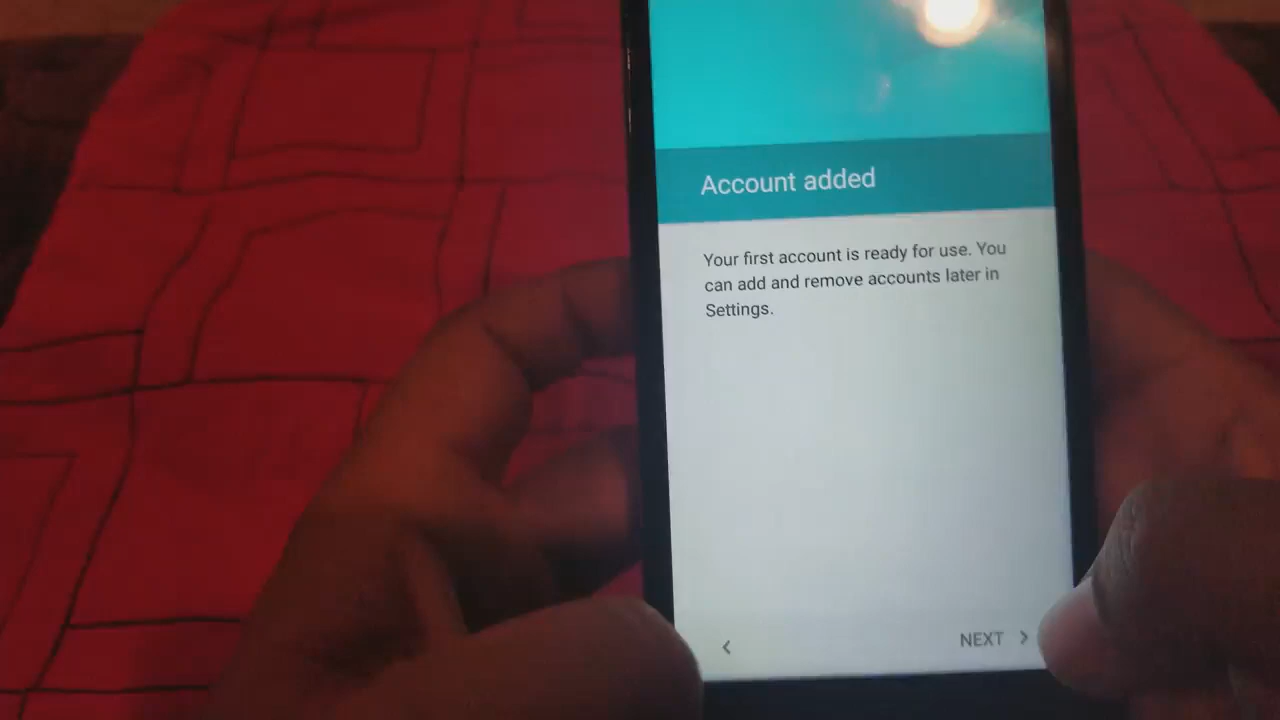 Account added
Your first account is ready for use. You
can add and remove accounts later in
Settings.
NEXT